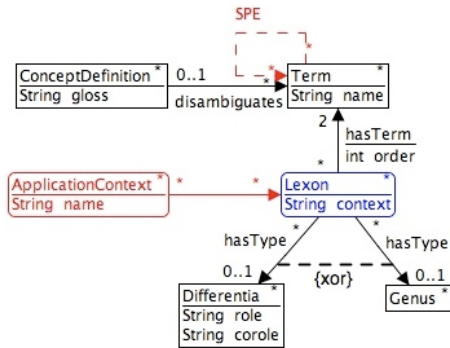 SPE
*
ConceptDefinition *
String gloss
0..1
*
disambiguates
*
Term *
String name
2
hasTerm
int order
*
ApplicationContext *
String name
*
*
Lexon *
String context
hasType
*
*
hasType
0..1
{xor}
0..1
Differentia *
String role
String corole
Genus *